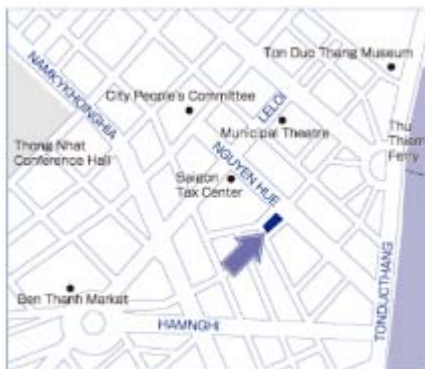 Ton Duc Thang Museum
NAMKYKHOINGHIA
City People's Committee
LELOI
Municipal Theatre
Thu
Thiem
Ferry
Thong Nhat
Conference Hall
NGUYEN HUE
Saigon
Tax Center
TONDUCTHANG
Ben Thanh Market
HAMNGHI